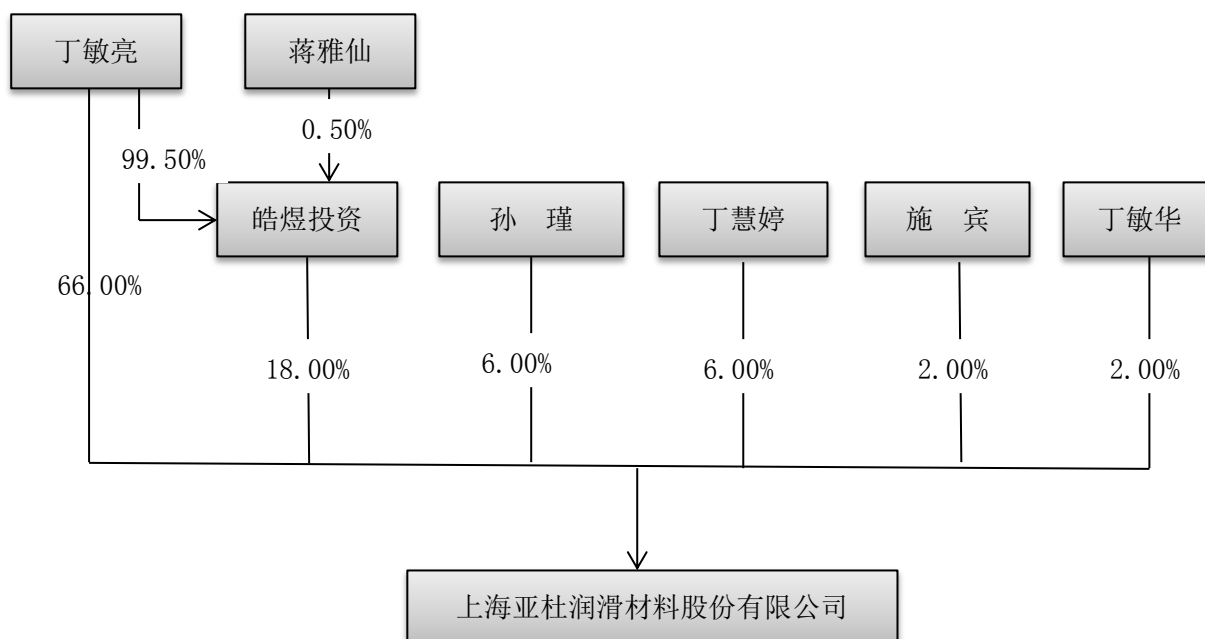 丁敏亮
蒋雅仙
0.50%
99.50%
皓煜投资
孙　瑾
丁慧婷
施　宾
丁敏华
66.00%
18.00%
6.00%
6.00%
2.00%
2.00%
上海亚杜润滑材料股份有限公司